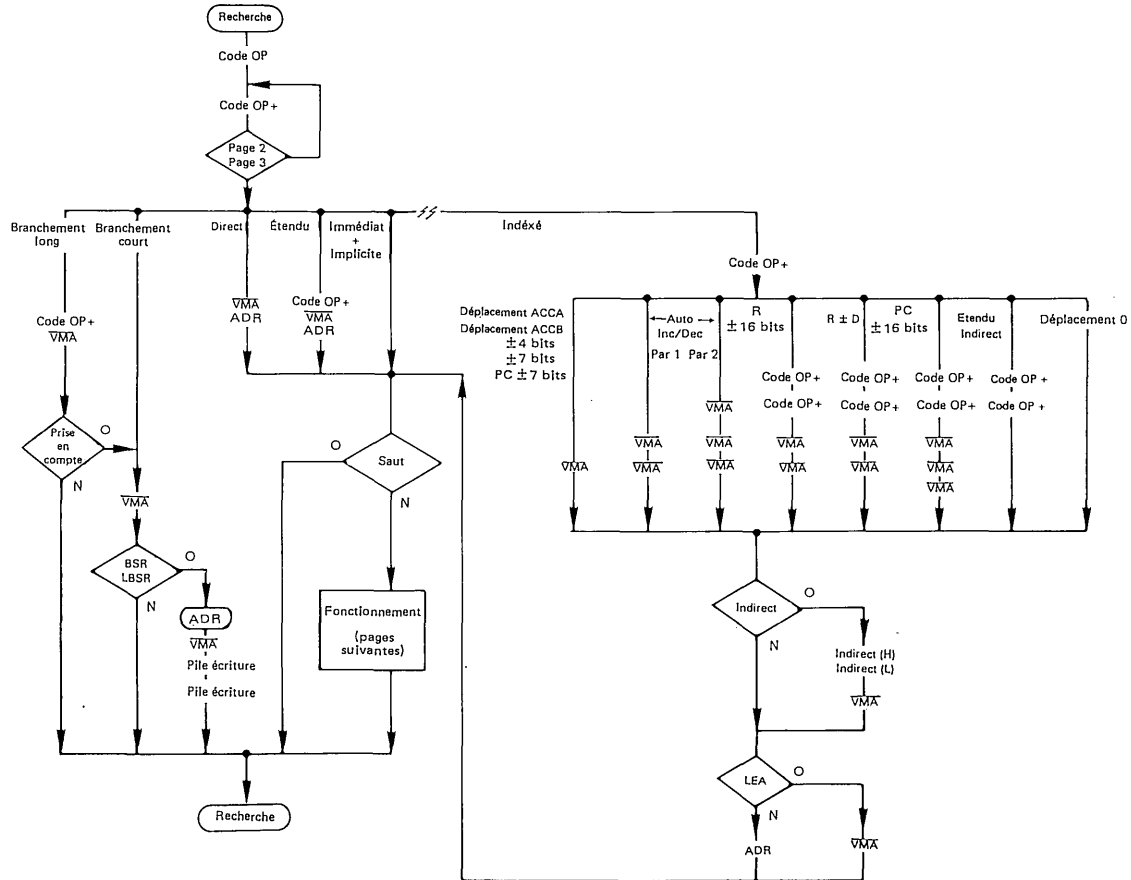 Recherche
Code OP
Code OP+
Page 2
Page 3
Branchement
long
Branchement
court
Direct
Étendu
Immédiat
+
Implicite
Indéxé
Code OP+
VMA
Prise
en
compte
O
N
VMA
BSR
LBSR
O
N
ADR
VMA
Pile écriture
Pile écriture
VMA
ADR
Code OP+
VMA
ADR
Saut
O
N
Fonctionnement
(pages
suivantes)
Recherche
Code OP+
Déplacement ACCA
Déplacement ACCB
±4 bits
±7 bits
PC ±7 bits
VMA
Auto
Inc/Dec
Par 1 Par 2
VMA
VMA
VMA
VMA
VMA
R
±16 bits
Code OP+
Code OP+
VMA
VMA
R ± D
Code OP+
Code OP+
VMA
VMA
PC
±16 bits
Code OP+
Code OP+
VMA
VMA
VMA
Etendu
Indirect
Code OP+
Code OP+
Déplacement 0
Indirect
O
N
Indirect (H)
Indirect (L)
VMA
LEA
O
N
ADR
VMA